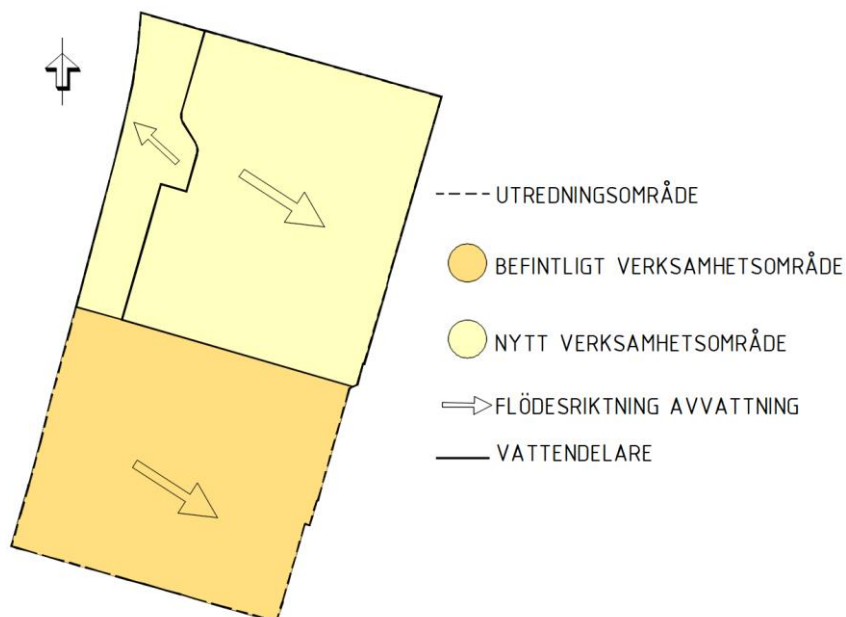 UTREDNINGSOMRÅDE
BEFINTLIGT VERKSAMHETSOMRÅDE
NYTT VERKSAMHETSOMRÅDE
FLÖDESRIKTNING AVVATTNING
VATTENDELARE